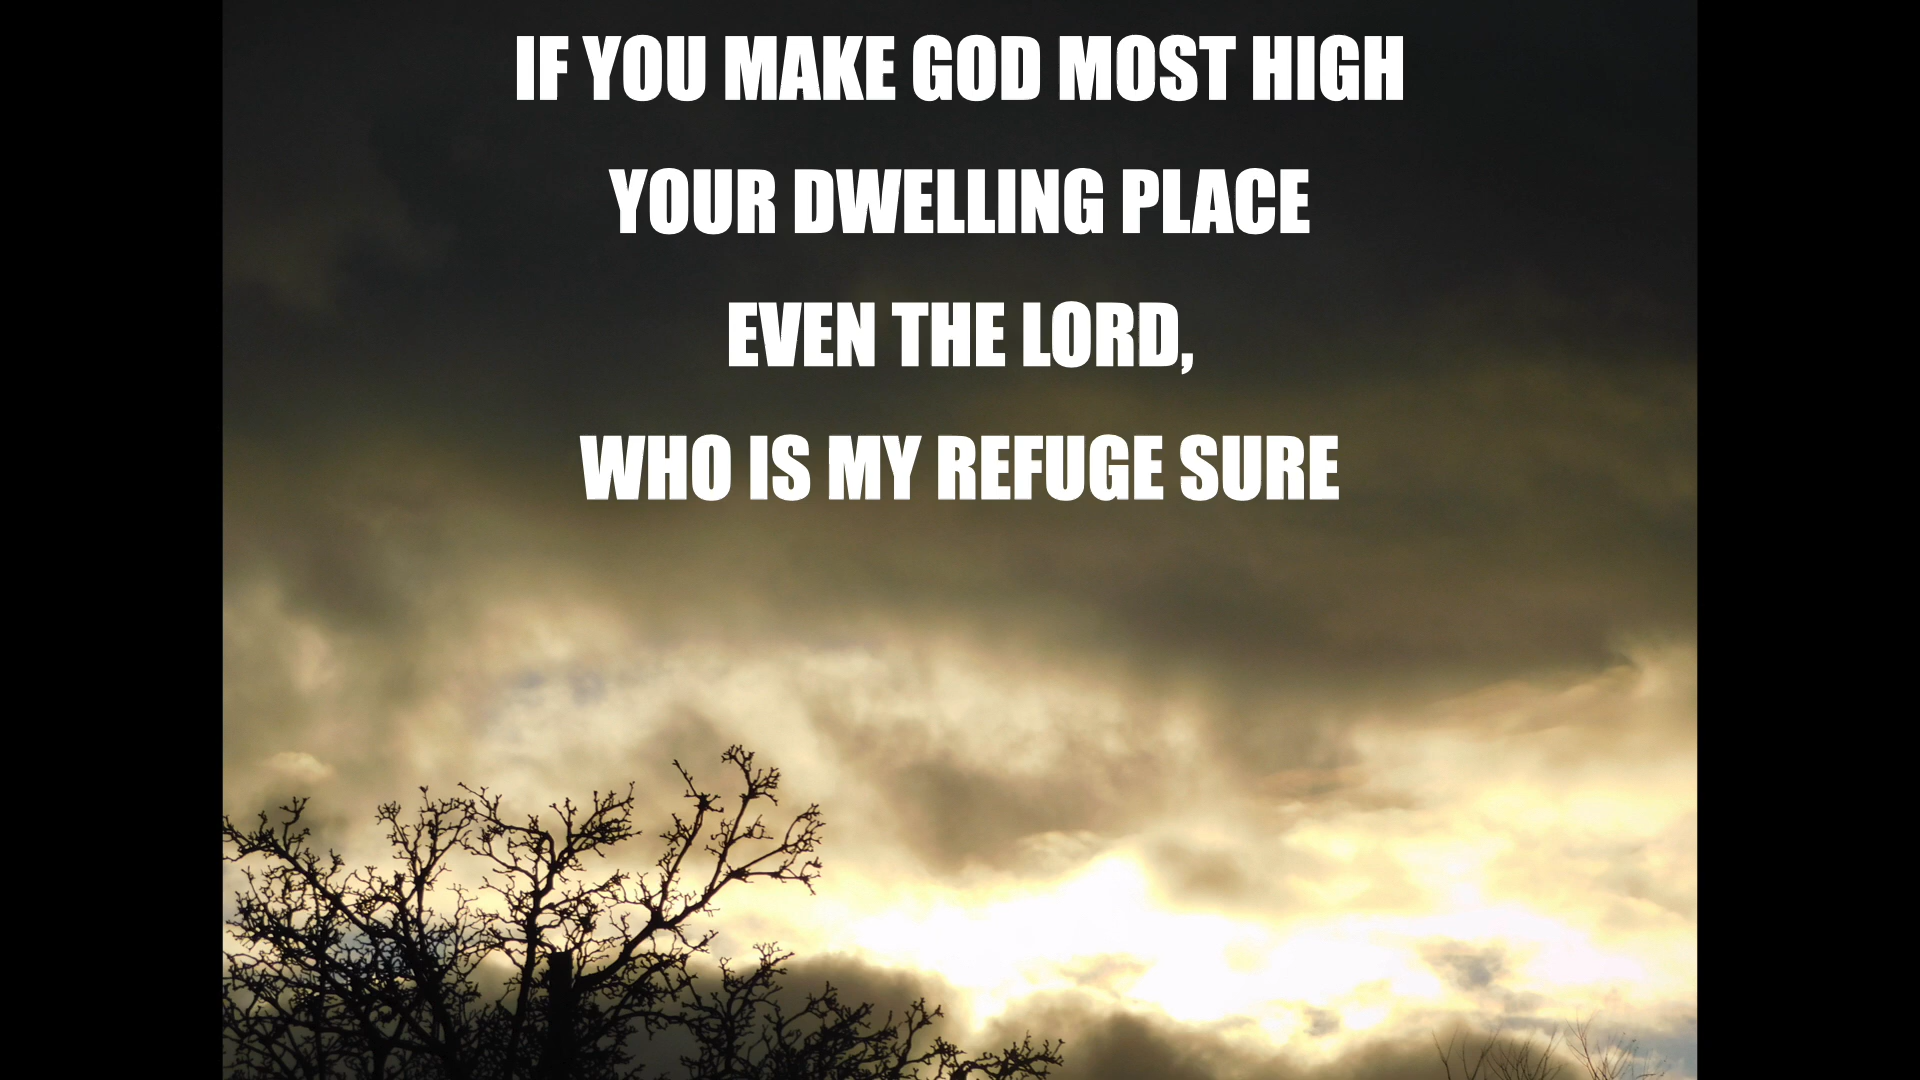 IF YOU MAKE GOD MOST HIGH
YOUR DWELLING PLACE
EVEN THE LORD,
WHO IS MY REFUGE SURE